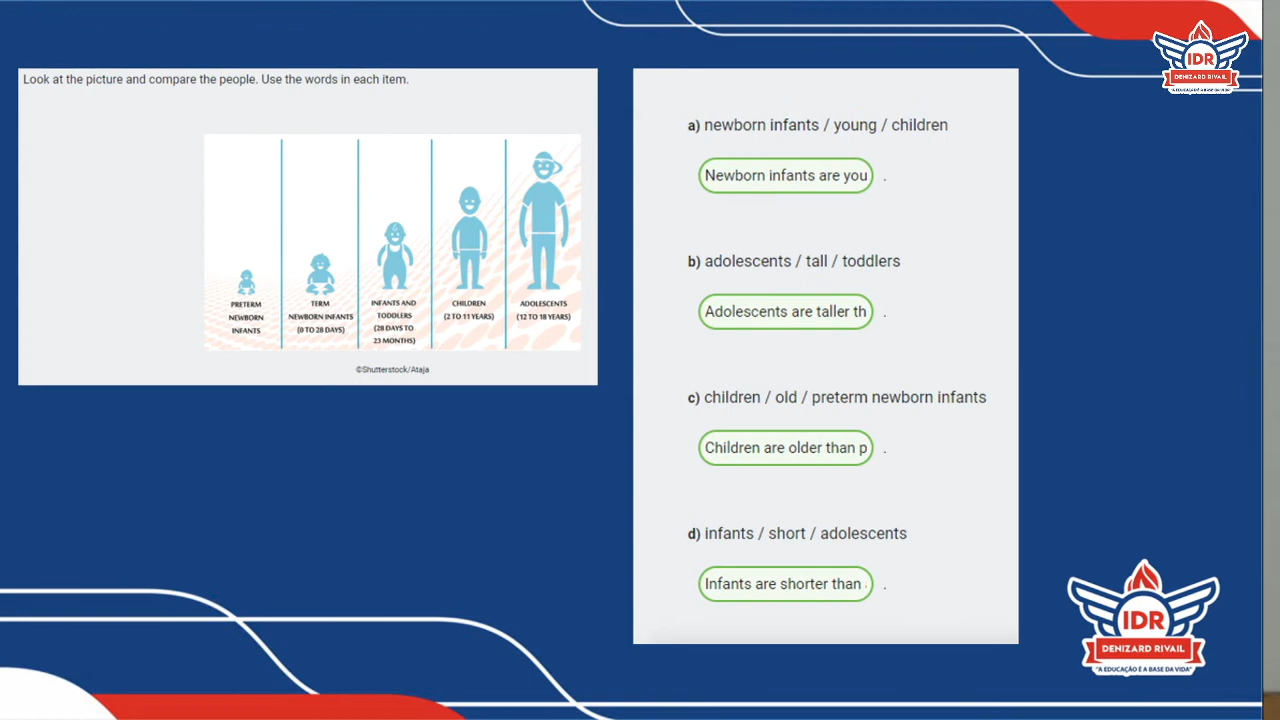 Look at the picture and compare the people. Use the words in each item.
PRETERM
NEWBORN
INFANTS
TERM
NEWBORN INFANTS
(0 TO 28 DAYS)
INFANTS AND
TODDLERS
(28 DAYS TO
23 MONTHS)
CHILDREN
(2 TO 11 YEARS)
ADOLESCENTS
(12 TO 18 YEARS)
©Shutterstock/Ataja
a) newborn infants / young / children
Newborn infants are you .
b) adolescents / tall / toddlers
Adolescents are taller th .
c) children / old / preterm newborn infants
Children are older than p .
d) infants / short / adolescents
Infants are shorter than .
IDR
DENIZARD RIVAIL
"A EDUCAÇÃO É A BASE DA VIDA"
IDR
DENIZARD RIVAIL
"A EDUCAÇÃO É A BASE DA VIDA"